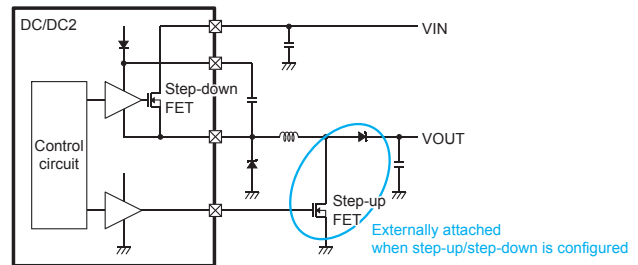 DC/DC2
VIN
Step-down
FET
Control
circuit
VOUT
Step-up
FET
Externally attached
when step-up/step-down is configured